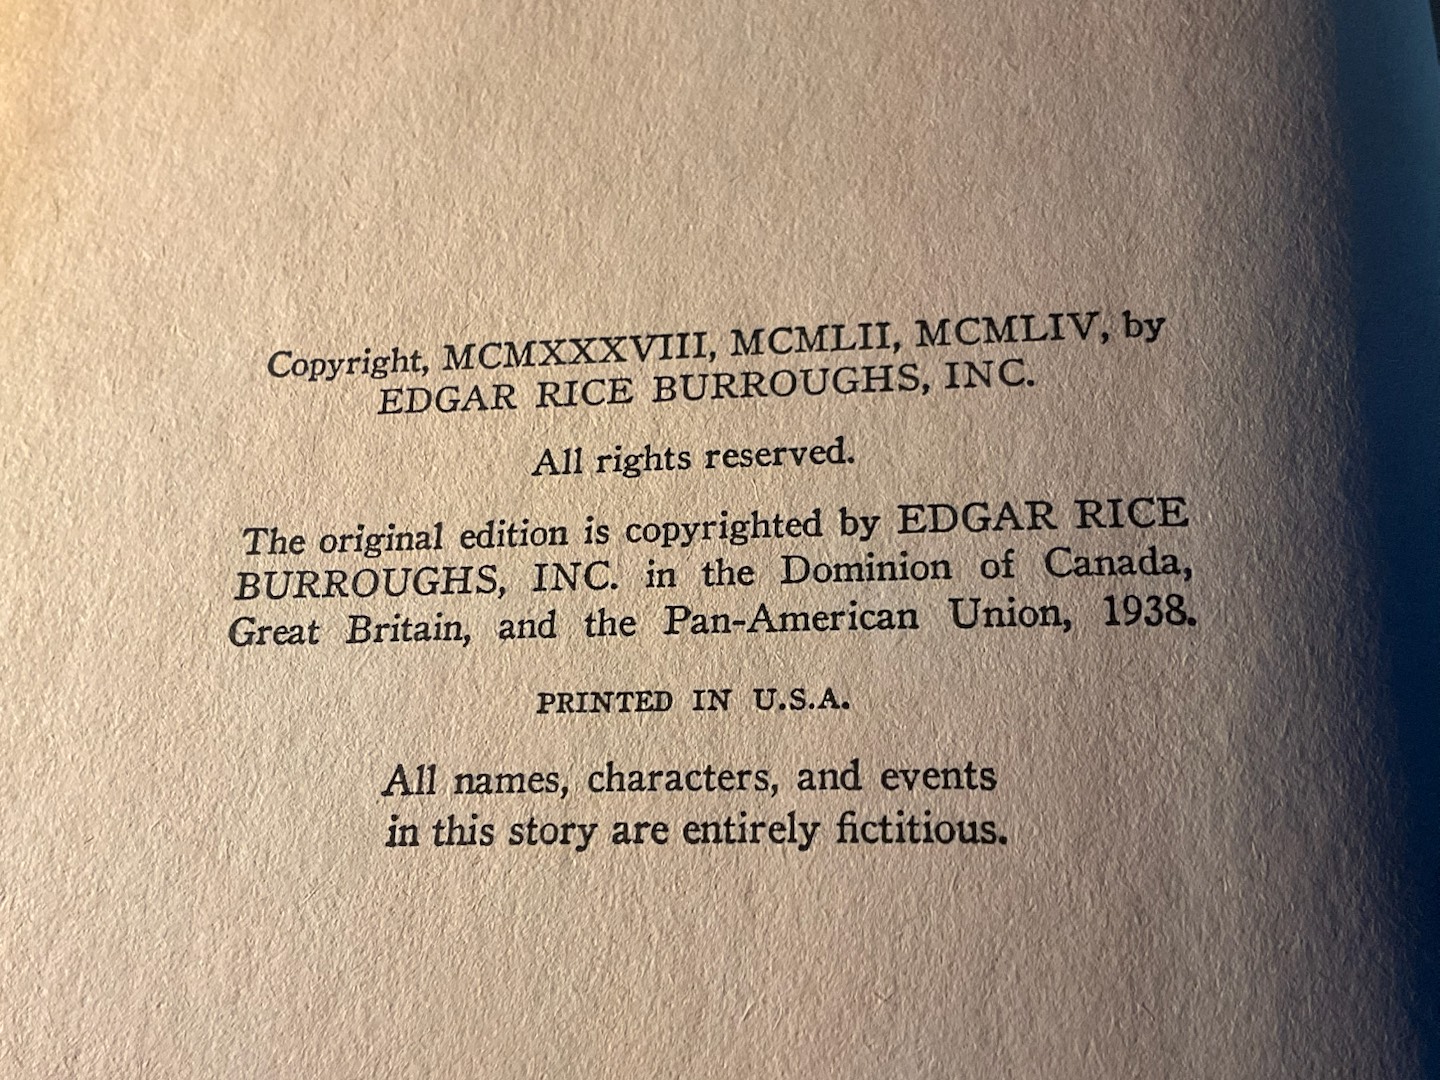 Copyright, MCMXXXVIII, MCMLII, MCMLIV, by
EDGAR RICE BURROUGHS, INC.
All rights reserved.
The original edition is copyrighted by EDGAR RICE
BURROUGHS, INC. in the Dominion of Canada,
Great Britain, and the Pan-American Union, 1938.
PRINTED IN U.S.A.
All names, characters, and events
in this story are entirely fictitious.